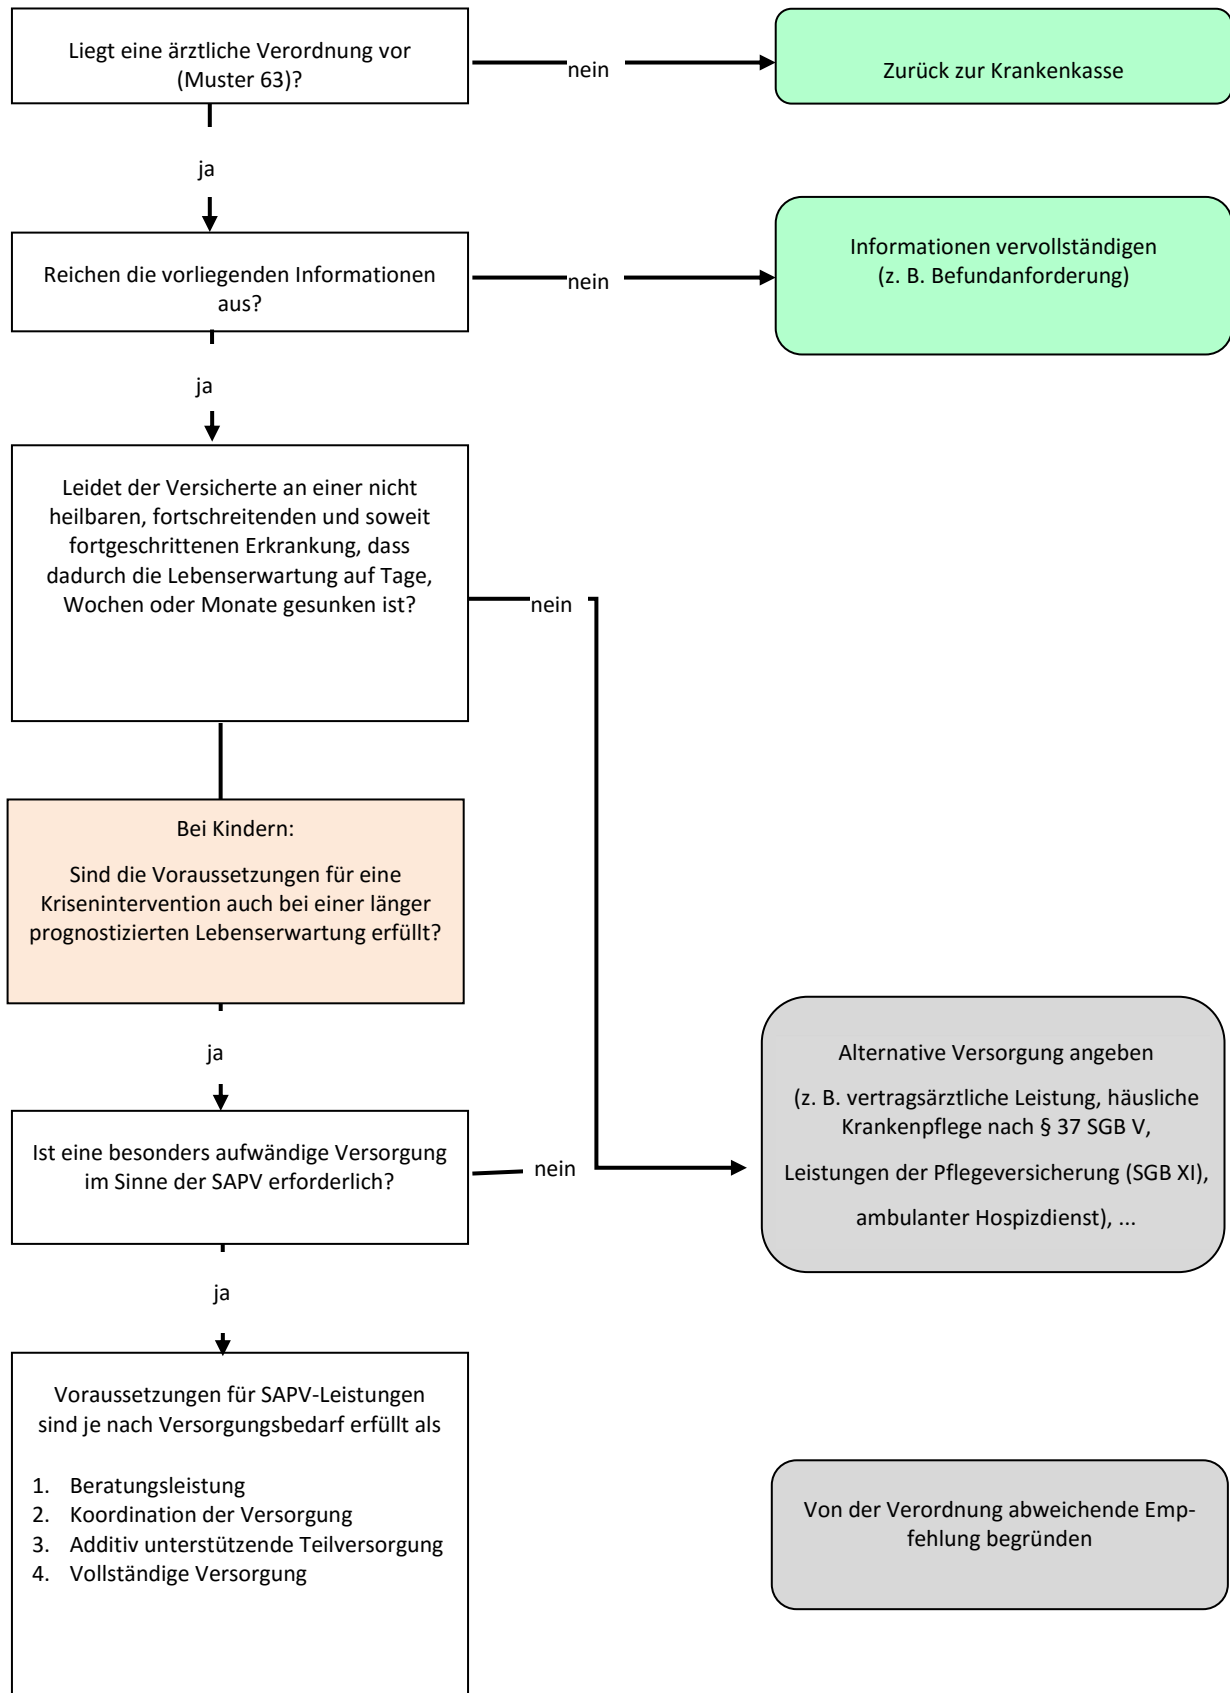 Liegt eine ärztliche Verordnung vor
(Muster 63)?
nein
Zurück zur Krankenkasse
ja
Reichen die vorliegenden Informationen
aus?
nein
Informationen vervollständigen
(z. B. Befundanforderung)
ja
Leidet der Versicherte an einer nicht
heilbaren, fortschreitenden und soweit
fortgeschrittenen Erkrankung, dass
dadurch die Lebenserwartung auf Tage,
Wochen oder Monate gesunken ist?
nein
Bei Kindern:
Sind die Voraussetzungen für eine
Krisenintervention auch bei einer länger
prognostizierten Lebenserwartung erfüllt?
ja
Alternative Versorgung angeben
(z. B. vertragsärztliche Leistung, häusliche
Krankenpflege nach § 37 SGB V,
Leistungen der Pflegeversicherung (SGB XI),
ambulanter Hospizdienst), ...
Ist eine besonders aufwändige Versorgung
im Sinne der SAPV erforderlich?
nein
ja
Voraussetzungen für SAPV-Leistungen
sind je nach Versorgungsbedarf erfüllt als
1. Beratungsleistung
2. Koordination der Versorgung
3. Additiv unterstützende Teilversorgung
4. Vollständige Versorgung
Von der Verordnung abweichende Emp-
fehlung begründen